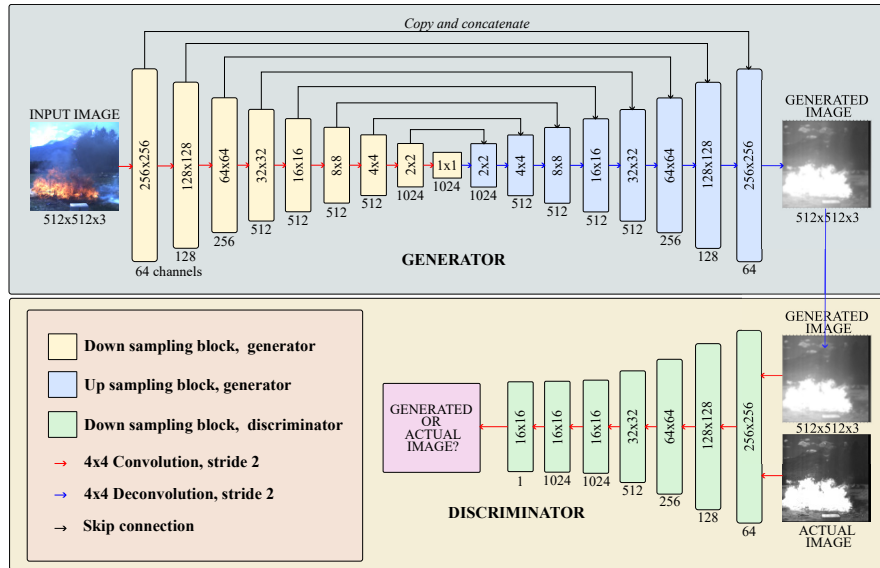 Copy and concatenate
INPUT IMAGE
512x512x3
256x256
64 channels
128x128
128
64x64
256
32x32
512
16x16
512
8x8
512
4x4
512
2x2
1024
1x1
1024
2x2
1024
4x4
512
8x8
512
16x16
512
32x32
512
64x64
256
128x128
128
256x256
64
GENERATED
IMAGE
512x512x3
GENERATOR
Down sampling block, generator
Up sampling block, generator
Down sampling block, discriminator
4x4 Convolution, stride 2
4x4 Deconvolution, stride 2
Skip connection
GENERATED
OR
ACTUAL
IMAGE?
16x16
1
16x16
1024
16x16
1024
32x32
512
64x64
256
128x128
128
256x256
64
GENERATED
IMAGE
512x512x3
ACTUAL
IMAGE
DISCRIMINATOR